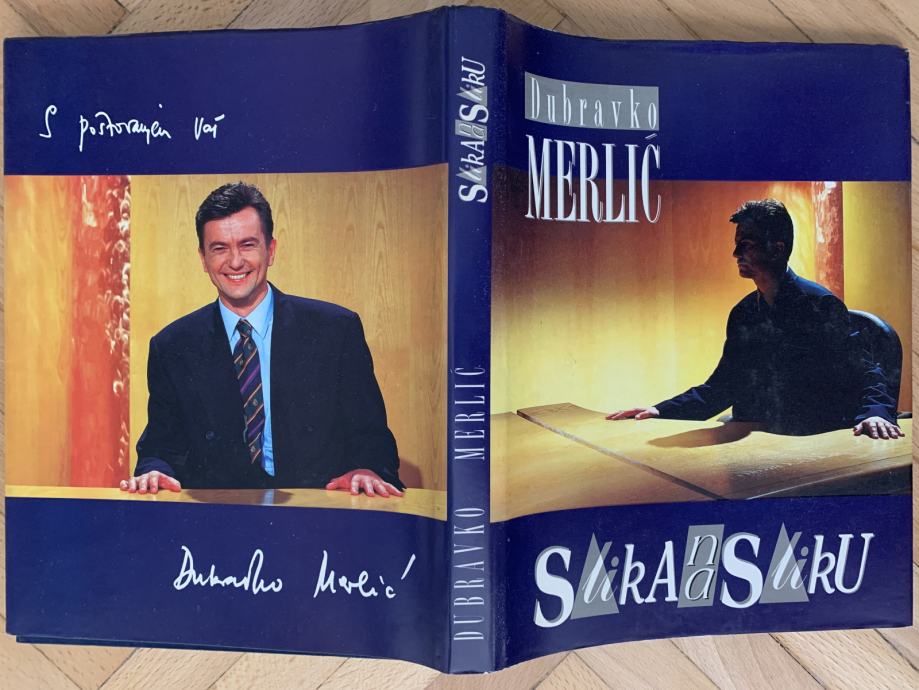 S poštovanjem Vaš
Dubravko Merlić
DUBRAVKO MERLIĆ
SlikA na SlikU
Dubravko
MERLIĆ
SlikA na SlikU